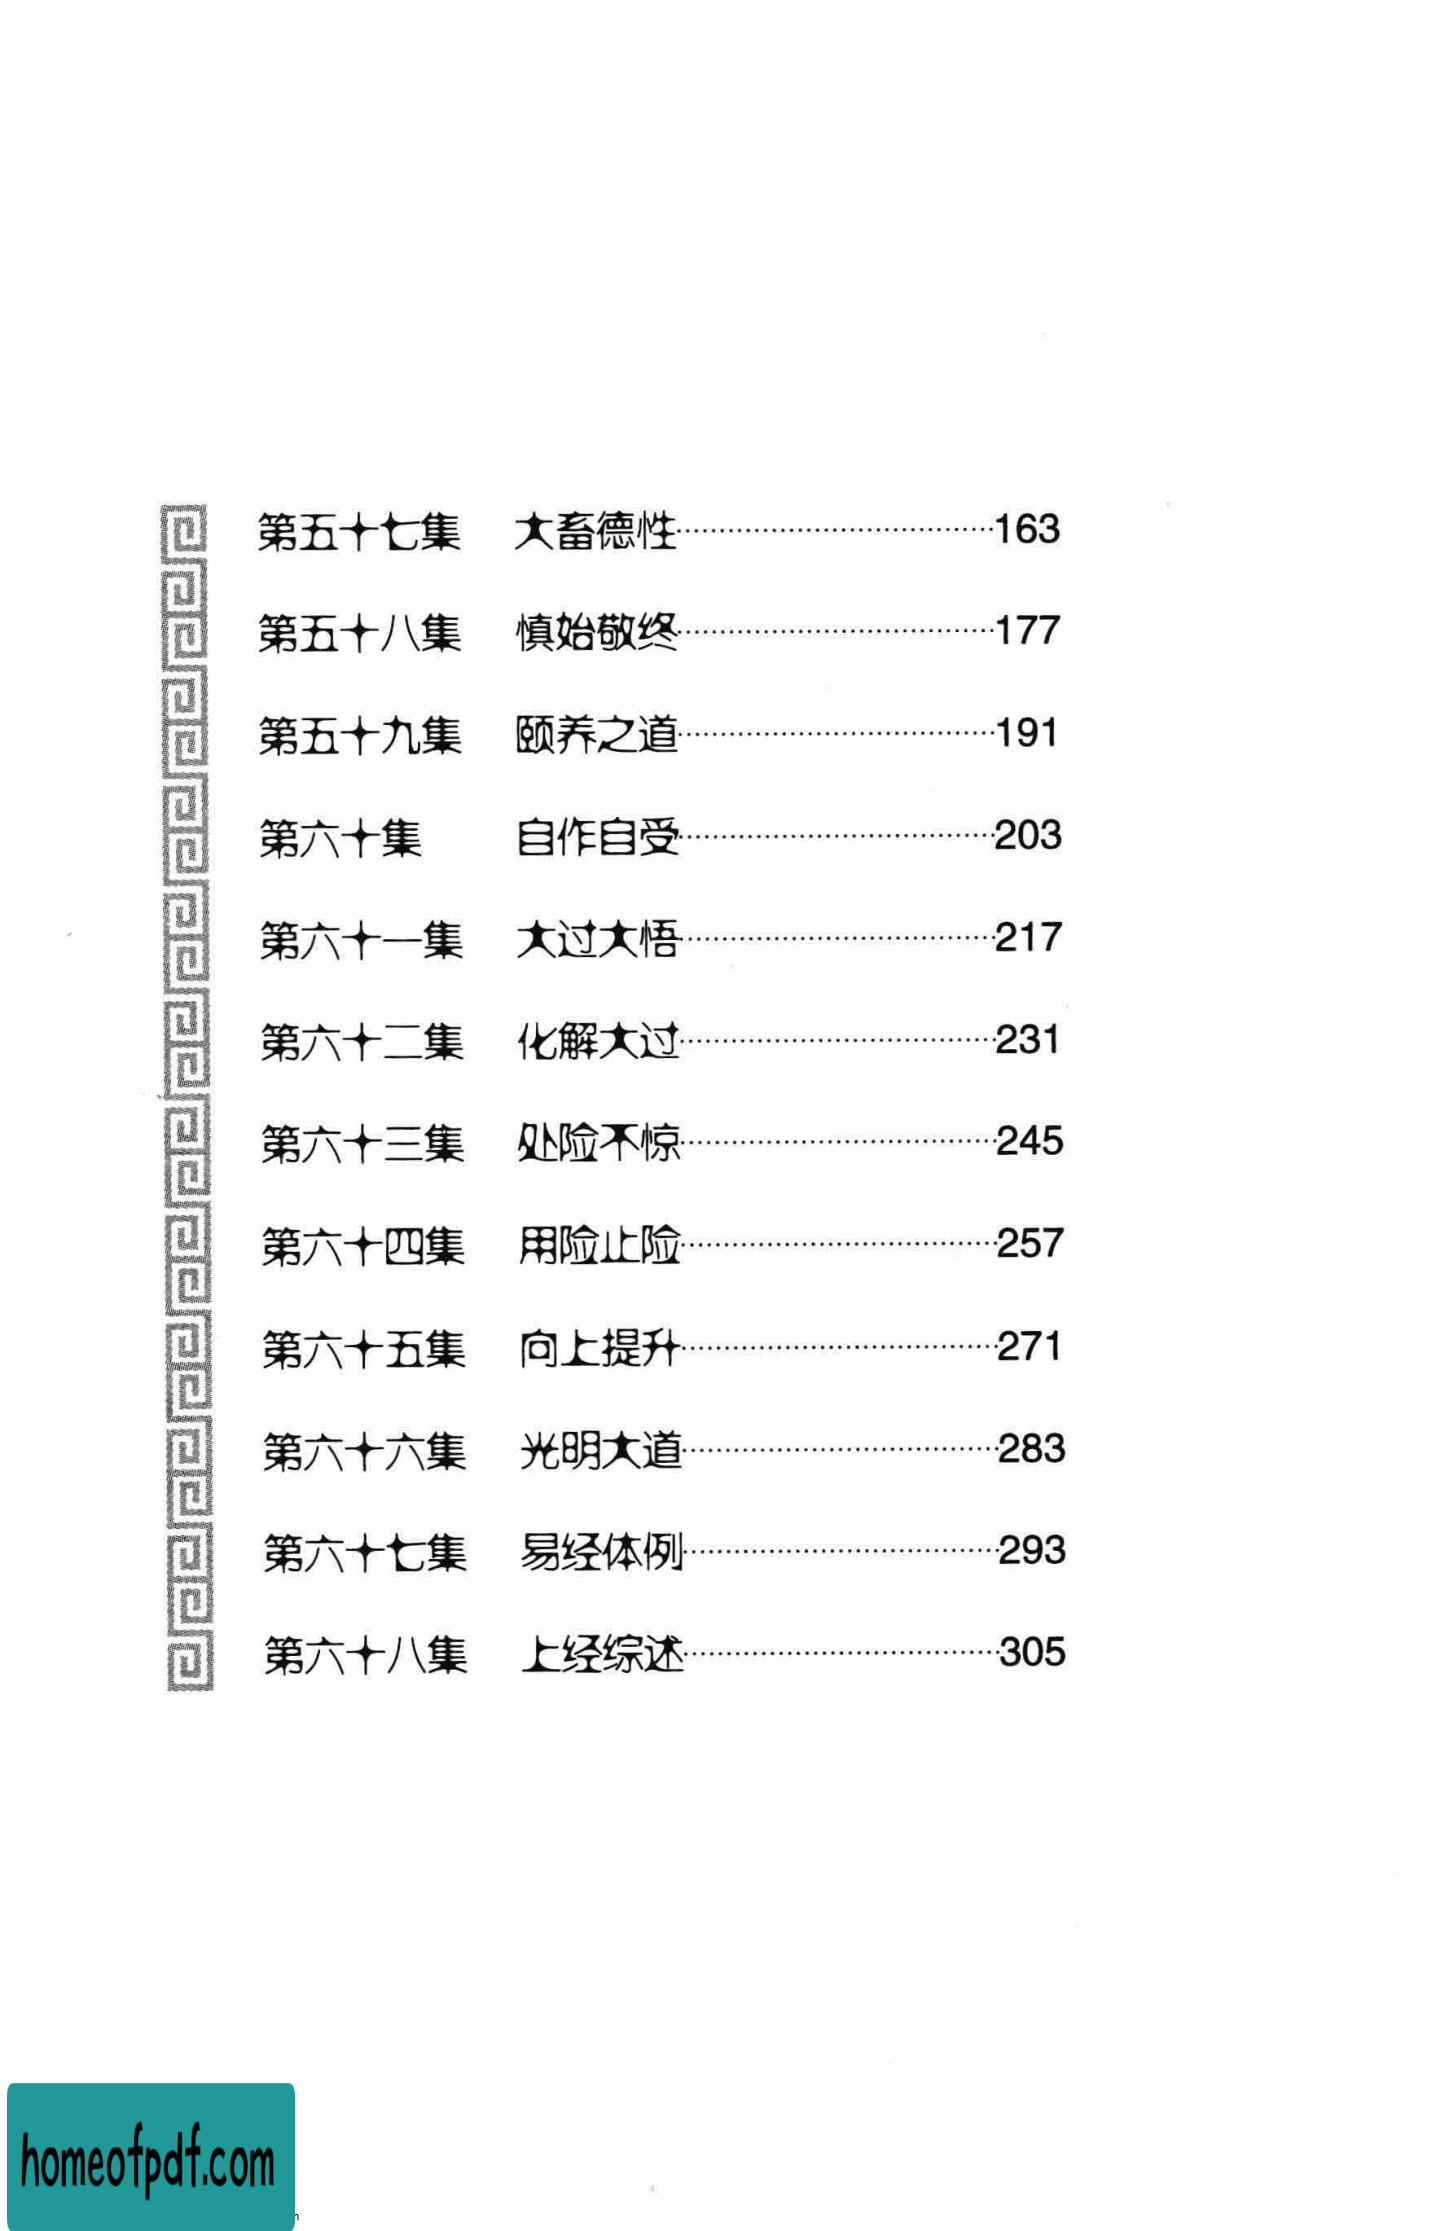 第五十七集 大畜德性…………………………163
第五十八集 慎始敬终…………………………177
第五十九集 颐养之道…………………………191
第六十集 自作自受…………………………203
第六十一集 大过大悟…………………………217
第六十二集 化解大过…………………………231
第六十三集 处险不惊…………………………245
第六十四集 用险止险…………………………257
第六十五集 向上提升…………………………271
第六十六集 光明大道…………………………283
第六十七集 易经体例…………………………293
第六十八集 上经综述…………………………305
homeofpdf.com